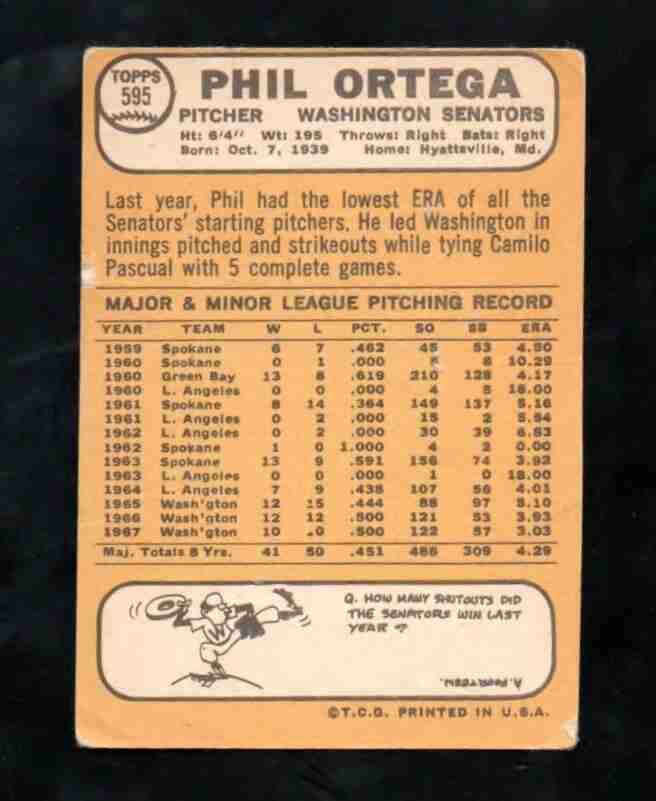 TOPPS
595
PHIL ORTEGA
PITCHER WASHINGTON SENATORS
Ht: 6/4" Wt: 195 Throws: Right Bats: Right
Born: Oct. 7, 1939 Home: Hyattsville, Md.
Last year, Phil had the lowest ERA of all the
Senators' starting pitchers. He led Washington in
innings pitched and strikeouts while tying Camilo
Pascual with 5 complete games.
MAJOR & MINOR LEAGUE PITCHING RECORD
YEAR TEAM W L PCT. SO BB ERA
1959 Spokane 6 7 .462 45 53 4.50
1960 Spokane 0 1 .000 8 10.29
1960 Green Bay 13 8 .619 210 128 4.17
1960 L. Angeles 0 0 .000 4 5 18.00
1961 Spokane 8 14 .364 149 137 5.16
1961 L. Angeles 0 2 .000 15 2 5.54
1962 L. Angeles 0 2 .000 30 39 6.83
1962 Spokane 1 0 1.000 4 2 0.00
1963 Spokane 13 9 .591 156 74 3.92
1963 L. Angeles 0 0 .000 1 0 18.00
1964 L. Angeles 7 9 .438 107 56 4.01
1965 Wash'gton 12 15 .444 88 97 5.10
1966 Wash'gton 12 12 .500 121 53 3.93
1967 Wash'gton 10 .500 122 57 3.03
Maj. Totals 8 Yrs. 41 50 .451 488 309 4.29
Q. HOW MANY SHUTOUTS DID
THE SENATORS WIN LAST
YEAR ?
A. FOURTEEN.
W
©T.C.G. PRINTED IN U.S.A.